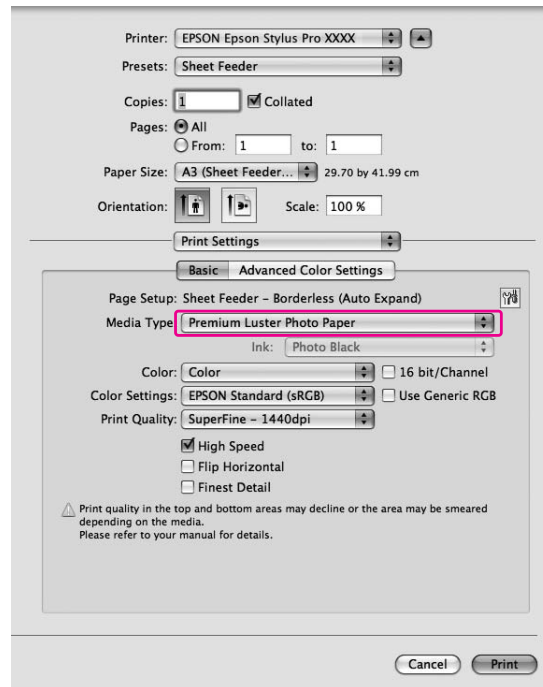 Printer: EPSON Epson Stylus Pro XXXX
Presets: Sheet Feeder
Copies: 1 Collated
Pages: All
From: 1 to: 1
Paper Size: A3 (Sheet Feeder... 29.70 by 41.99 cm
Orientation: Scale: 100 %
Print Settings
Basic Advanced Color Settings
Page Setup: Sheet Feeder – Borderless (Auto Expand)
Media Type Premium Luster Photo Paper
Ink: Photo Black
Color: Color 16 bit/Channel
Color Settings: EPSON Standard (sRGB) Use Generic RGB
Print Quality: SuperFine – 1440dpi
High Speed
Flip Horizontal
Finest Detail
Print quality in the top and bottom areas may decline or the area may be smeared
depending on the media.
Please refer to your manual for details.
Cancel Print